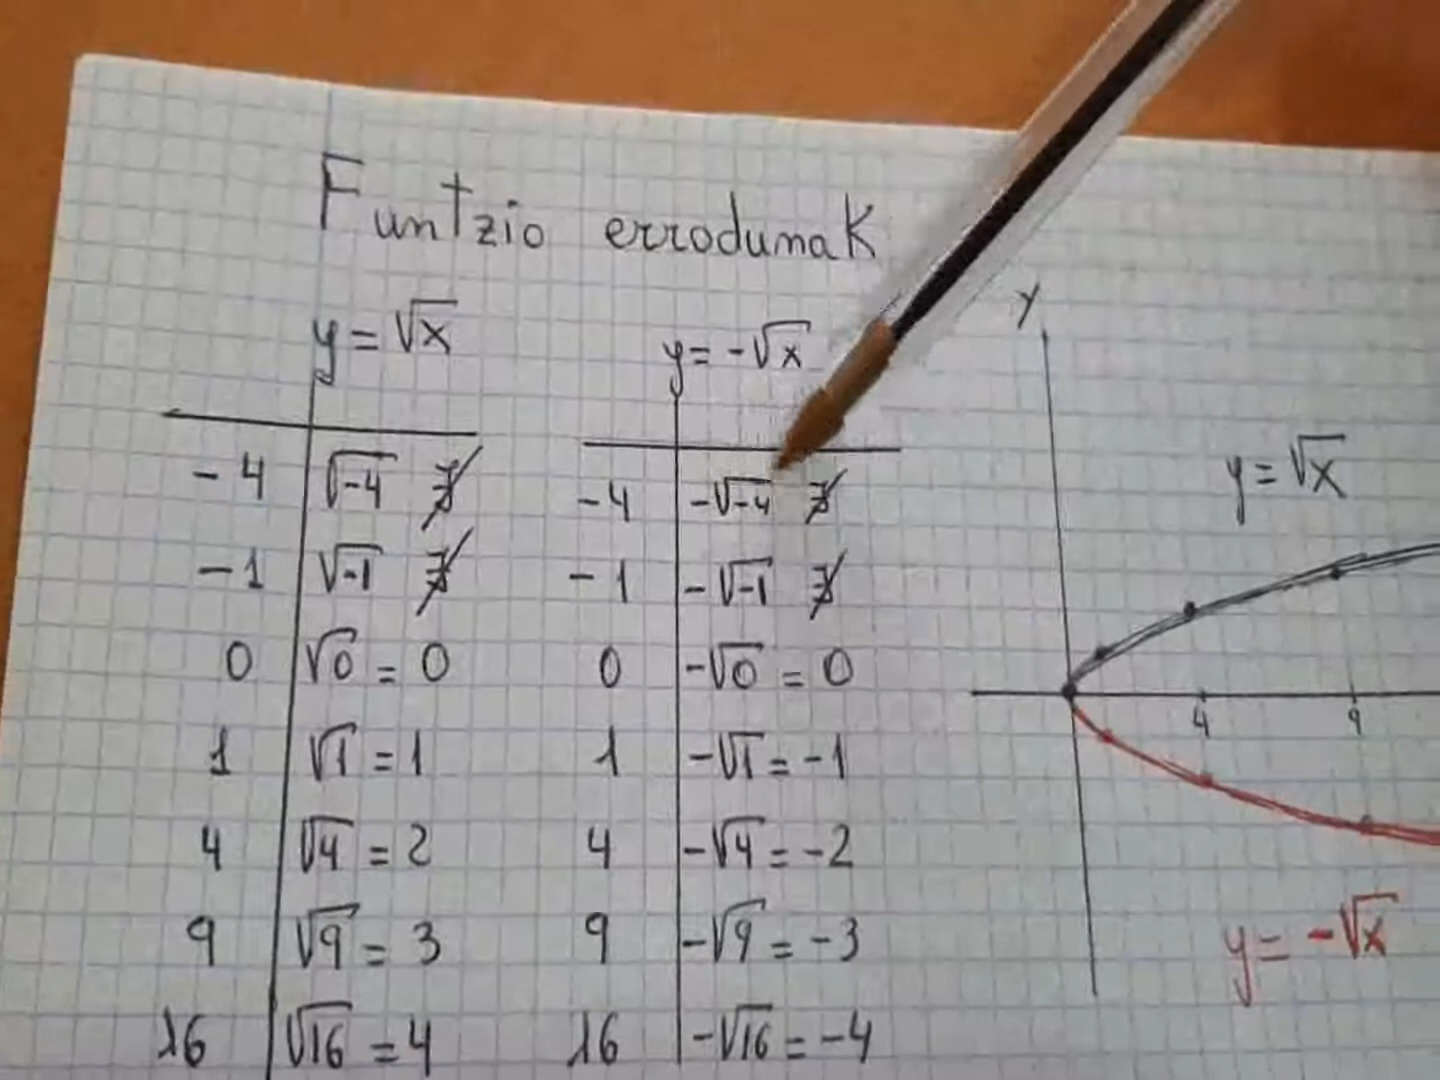 Funtzio errodunak
y = √x
y = -√x
-4 √-4 ∄
-1 √-1 ∄
0 √0 = 0
1 √1 = 1
4 √4 = 2
9 √9 = 3
16 √16 = 4
-4 -√-4 ∄
-1 -√-1 ∄
0 -√0 = 0
1 -√1 = -1
4 -√4 = -2
9 -√9 = -3
16 -√16 = -4
y
y = √x
4 9
y = -√x